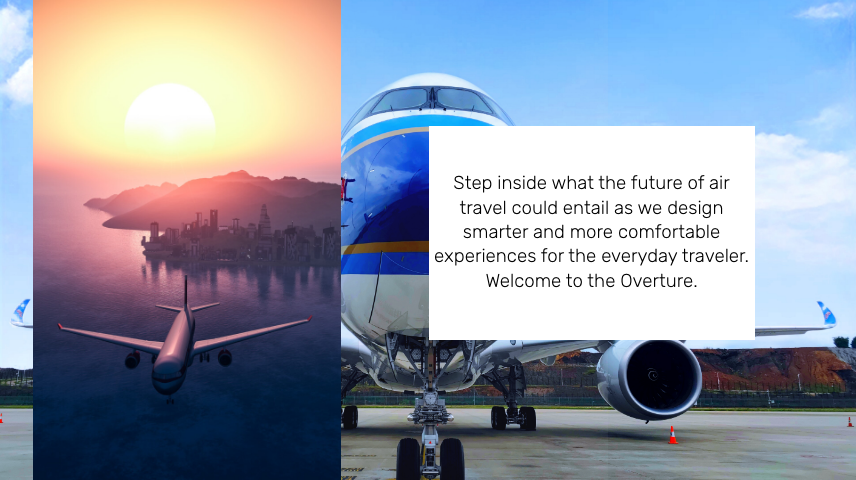 Step inside what the future of air
travel could entail as we design
smarter and more comfortable
experiences for the everyday traveler.
Welcome to the Overture.